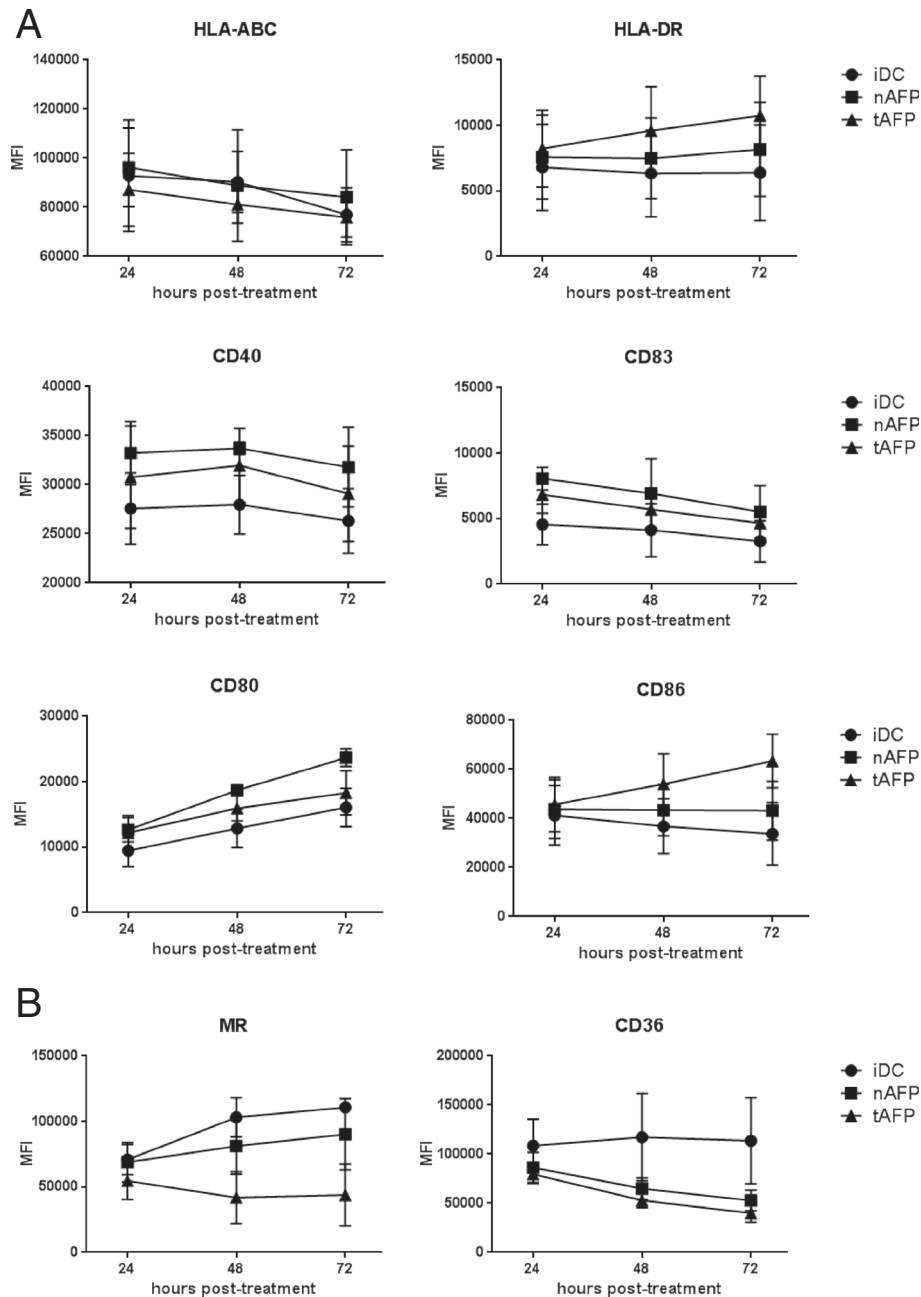 A
HLA-ABC
HLA-DR
140000
120000
100000
80000
60000
MFI
24
48
72
hours post-treatment
15000
10000
5000
0
MFI
24
48
72
hours post-treatment
iDC
nAFP
tAFP
CD40
CD83
40000
35000
30000
25000
20000
MFI
24
48
72
hours post-treatment
15000
10000
5000
0
MFI
24
48
72
hours post-treatment
iDC
nAFP
tAFP
CD80
CD86
30000
20000
10000
0
MFI
24
48
72
hours post-treatment
80000
60000
40000
20000
0
MFI
24
48
72
hours post-treatment
iDC
nAFP
tAFP
B
MR
CD36
150000
100000
50000
0
MFI
24
48
72
hours post-treatment
200000
150000
100000
50000
0
MFI
24
48
72
hours post-treatment
iDC
nAFP
tAFP